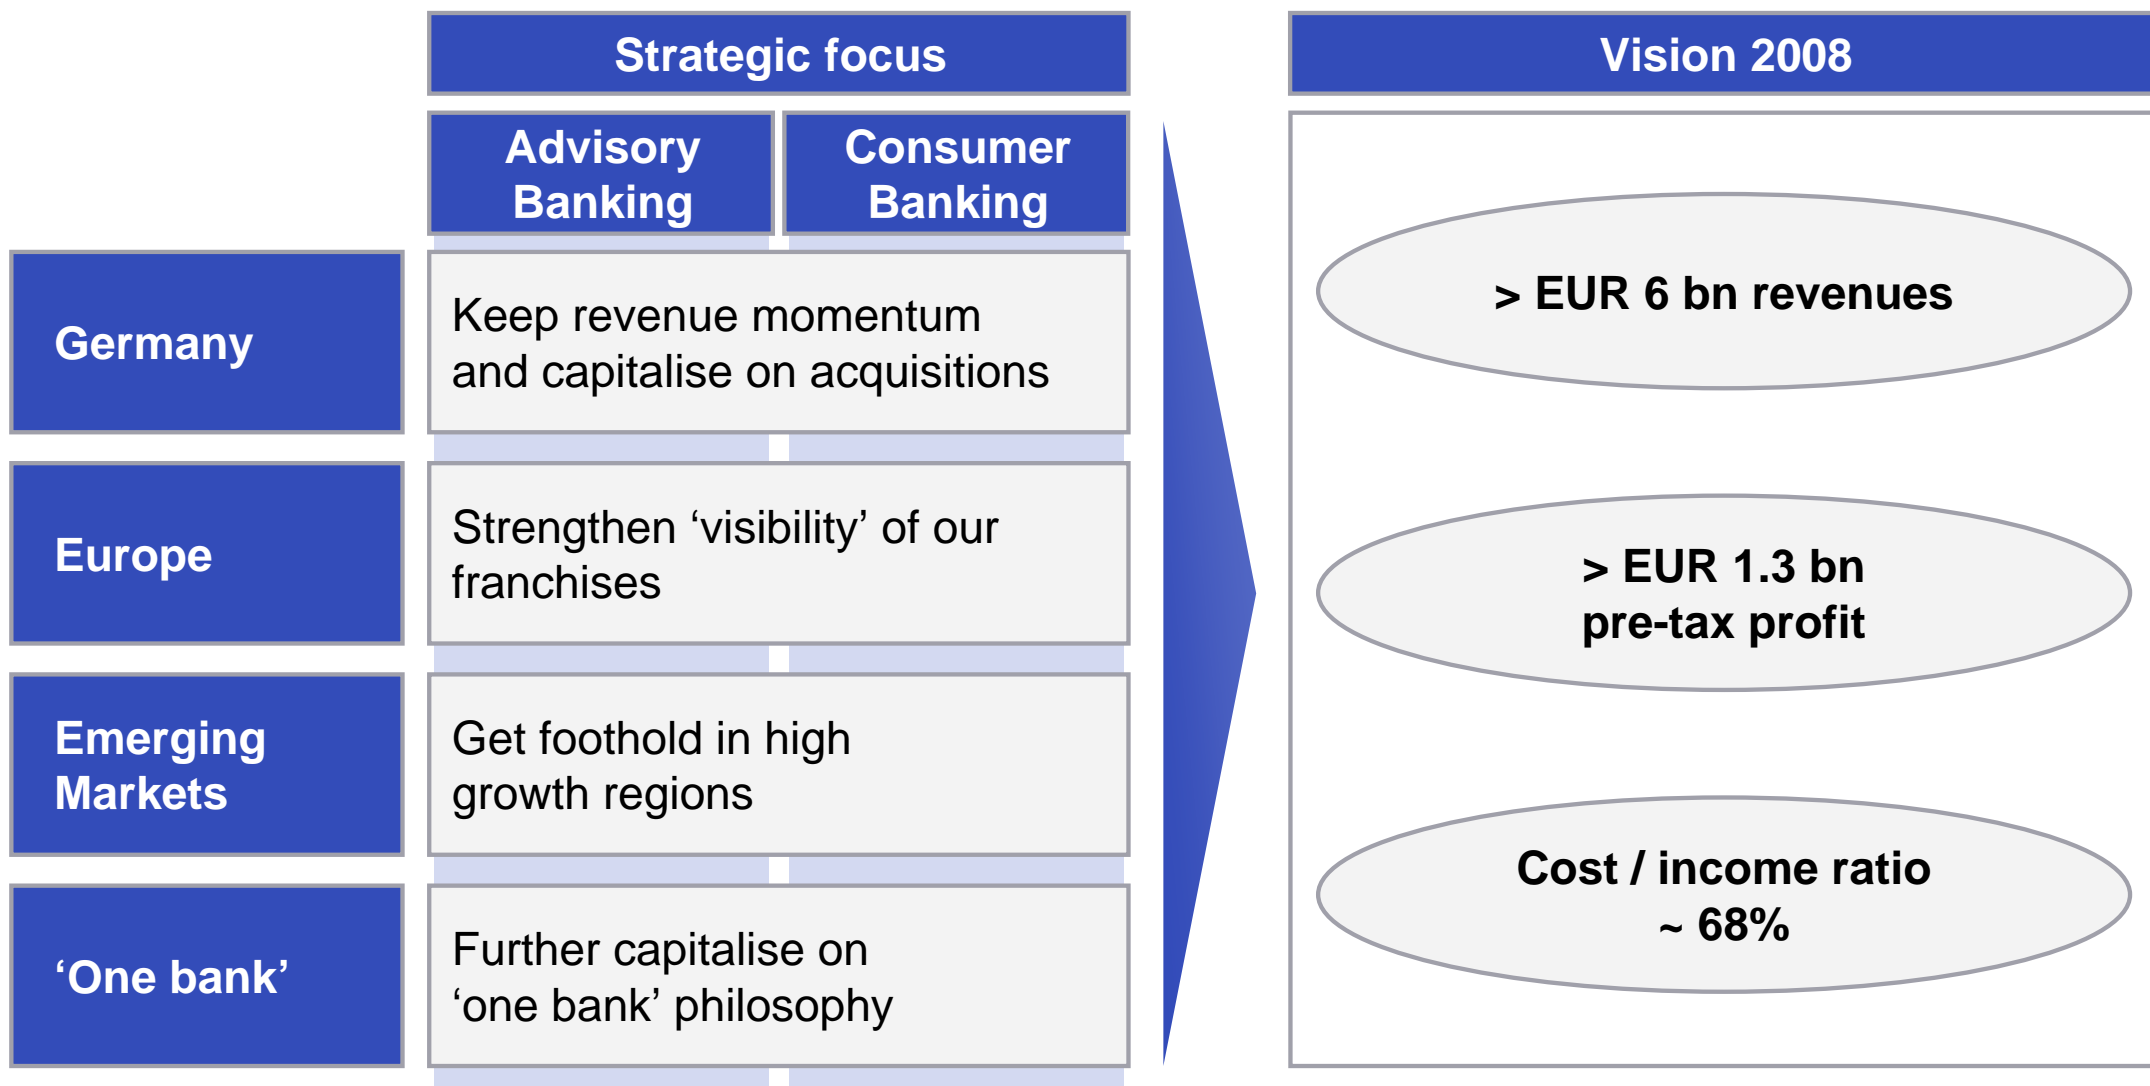 Strategic focus
Vision 2008
Advisory
Banking
Consumer
Banking
Germany
Keep revenue momentum
and capitalise on acquisitions
Europe
Strengthen ‘visibility’ of our
franchises
Emerging
Markets
Get foothold in high
growth regions
‘One bank’
Further capitalise on
‘one bank’ philosophy
> EUR 6 bn revenues
> EUR 1.3 bn
pre-tax profit
Cost / income ratio
~ 68%